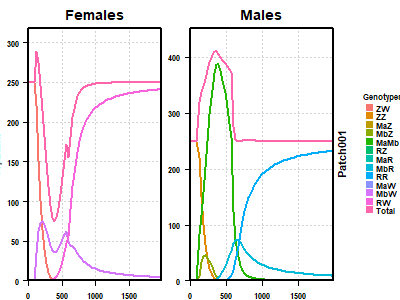 Females
Males
300
250
200
150
100
50
0
400
300
200
100
0
0
500
1000
1500
0
500
1000
1500
Patch001
Genotype
ZW
ZZ
MaZ
MbZ
MaMb
RZ
MaR
MbR
RR
MaW
MbW
RW
Total